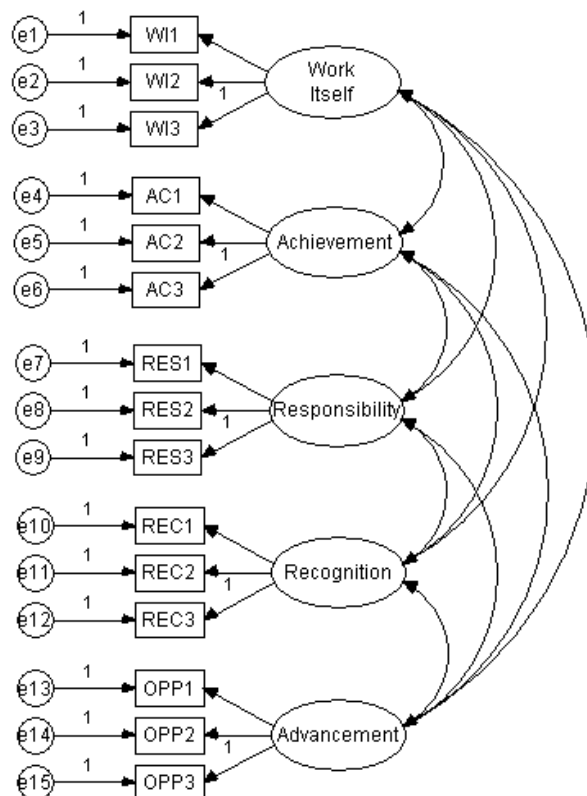 e1 1 WI1
e2 1 WI2
1
e3 1 WI3
Work
Itself
e4 1 AC1
e5 1 AC2
1
e6 1 AC3
Achievement
e7 1 RES1
e8 1 RES2
1
e9 1 RES3
Responsibility
e10 1 REC1
e11 1 REC2
1
e12 1 REC3
Recognition
e13 1 OPP1
e14 1 OPP2
1
e15 1 OPP3
Advancement